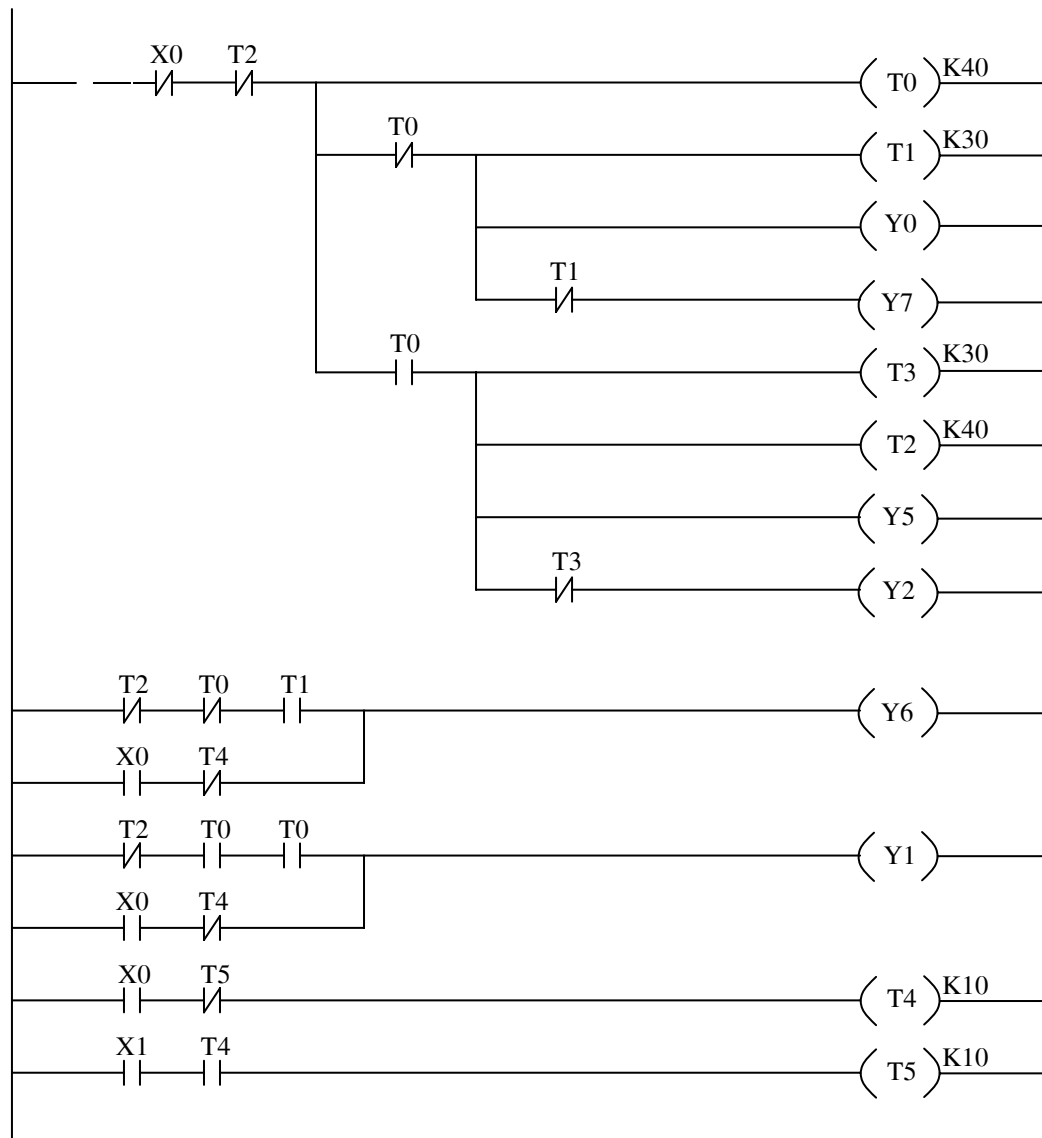 X0 T2
T0 K40
T0
T1 K30
Y0
T1
Y7
T0
T3 K30
T2 K40
Y5
T3
Y2
T2 T0 T1
Y6
X0 T4
T2 T0 T0
Y1
X0 T4
X0 T5
T4 K10
X1 T4
T5 K10